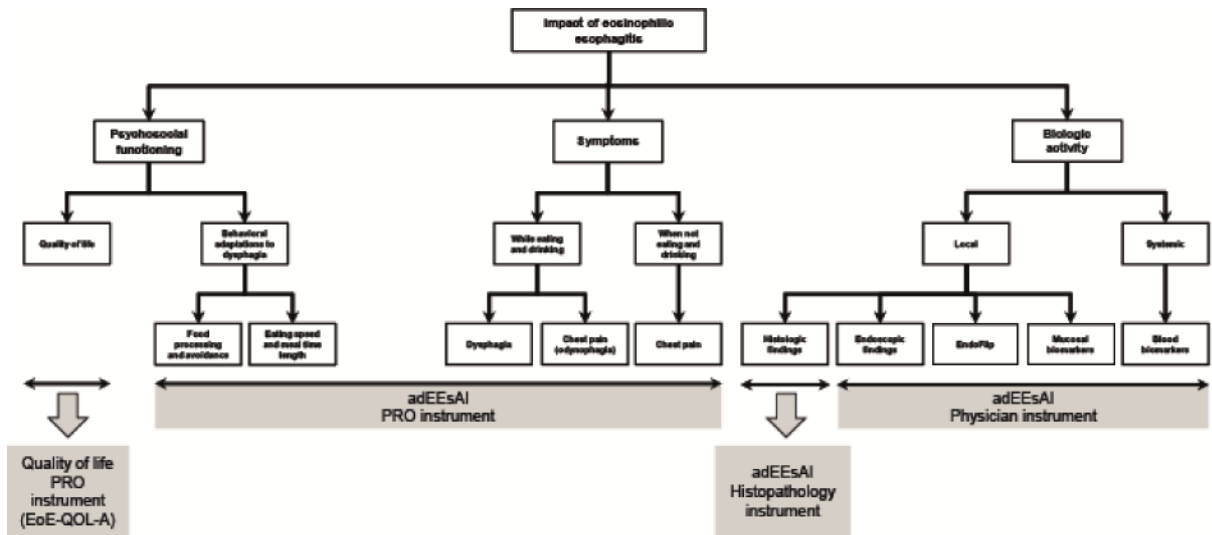 Impact of eosinophilic
esophagitis
Psychosocial
functioning
Symptoms
Biologic
activity
Quality of life
Behavioral
adaptations to
dysphagia
While eating
and drinking
When not
eating and
drinking
Local
Systemic
Food
processing
and avoidance
Eating speed
and meal time
length
Dysphagia
Chest pain
(odynophagia)
Chest pain
Histologic
findings
Endoscopic
findings
EndoFlip
Mucosal
biomarkers
Blood
biomarkers
adEEsAI
PRO instrument
adEEsAI
Physician instrument
Quality of life
PRO
instrument
(EoE-QOL-A)
adEEsAI
Histopathology
instrument